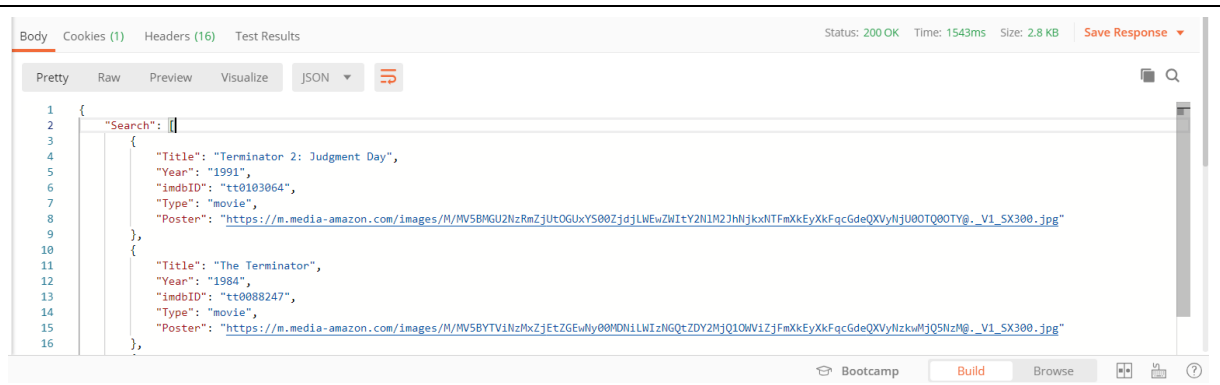 Body Cookies (1) Headers (16) Test Results Status: 200 OK Time: 1543ms Size: 2.8 KB Save Response
Pretty Raw Preview Visualize JSON
1 {
2 "Search": [
3 {
4 "Title": "Terminator 2: Judgment Day",
5 "Year": "1991",
6 "imdbID": "tt0103064",
7 "Type": "movie",
8 "Poster": "https://m.media-amazon.com/images/M/MV5BMGU2NzRmZjUtOGUxYS00ZjdjLWEwZWItY2NlM2JhNjkxNTFmXkEyXkFqcGdeQXVyNjU0OTQ0OTY@._V1_SX300.jpg"
9 },
10 {
11 "Title": "The Terminator",
12 "Year": "1984",
13 "imdbID": "tt0088247",
14 "Type": "movie",
15 "Poster": "https://m.media-amazon.com/images/M/MV5BYTViNzMxZjEtZGEwNy00MDNiLWIzNGQtZDY2MjQ1OWViZjFmXkEyXkFqcGdeQXVyNzkwMjQ5NzM@._V1_SX300.jpg"
16 },
Bootcamp Build Browse